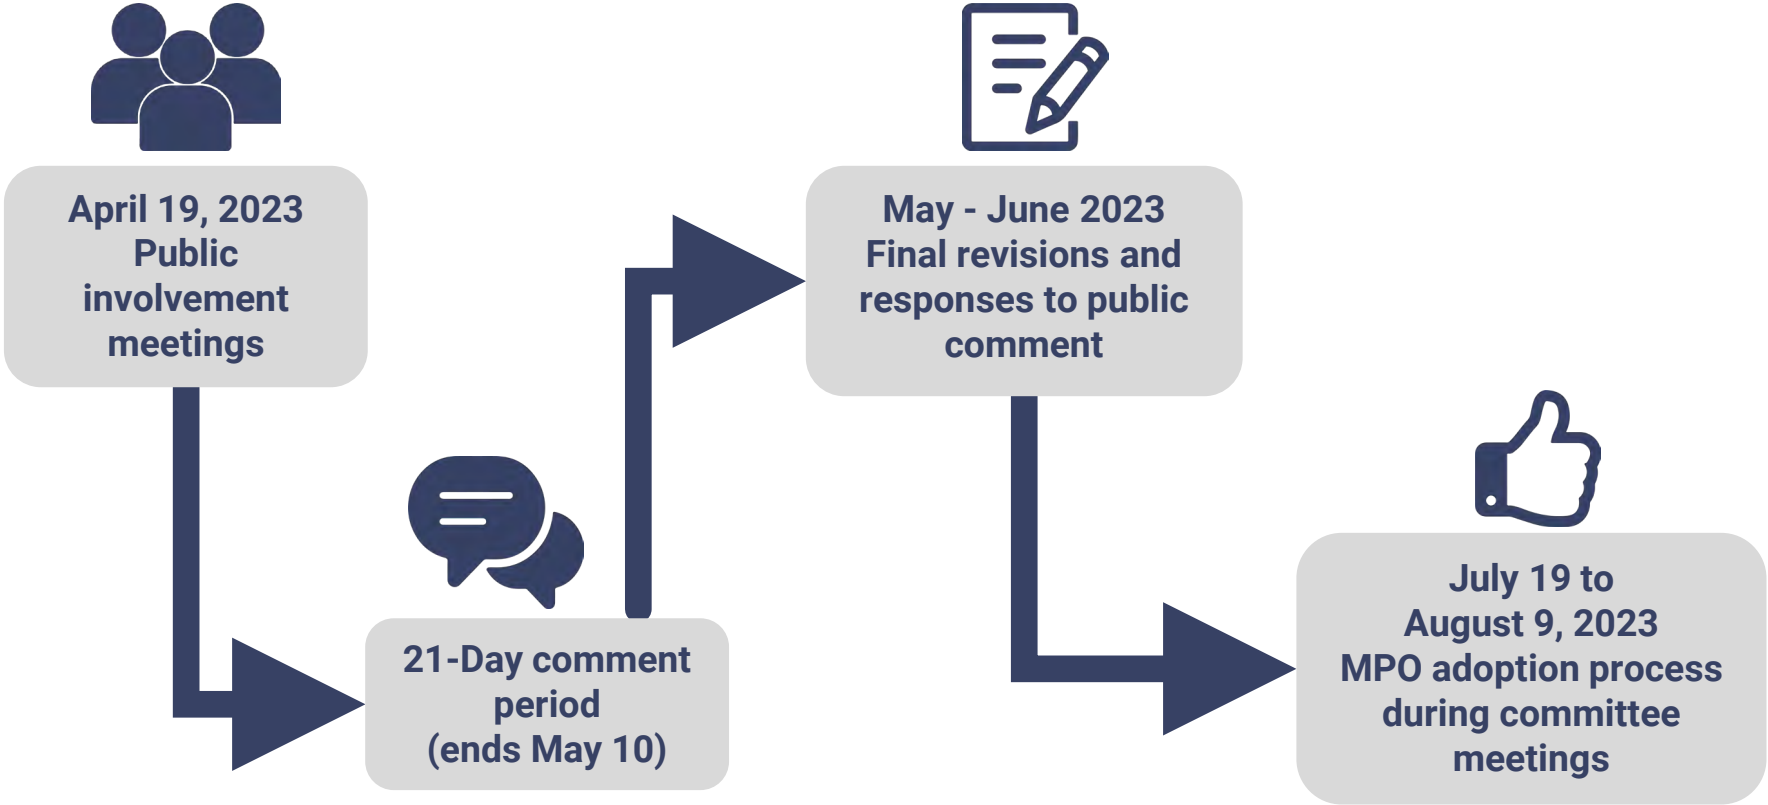 April 19, 2023
Public
involvement
meetings
21-Day comment
period
(ends May 10)
May - June 2023
Final revisions and
responses to public
comment
July 19 to
August 9, 2023
MPO adoption process
during committee
meetings